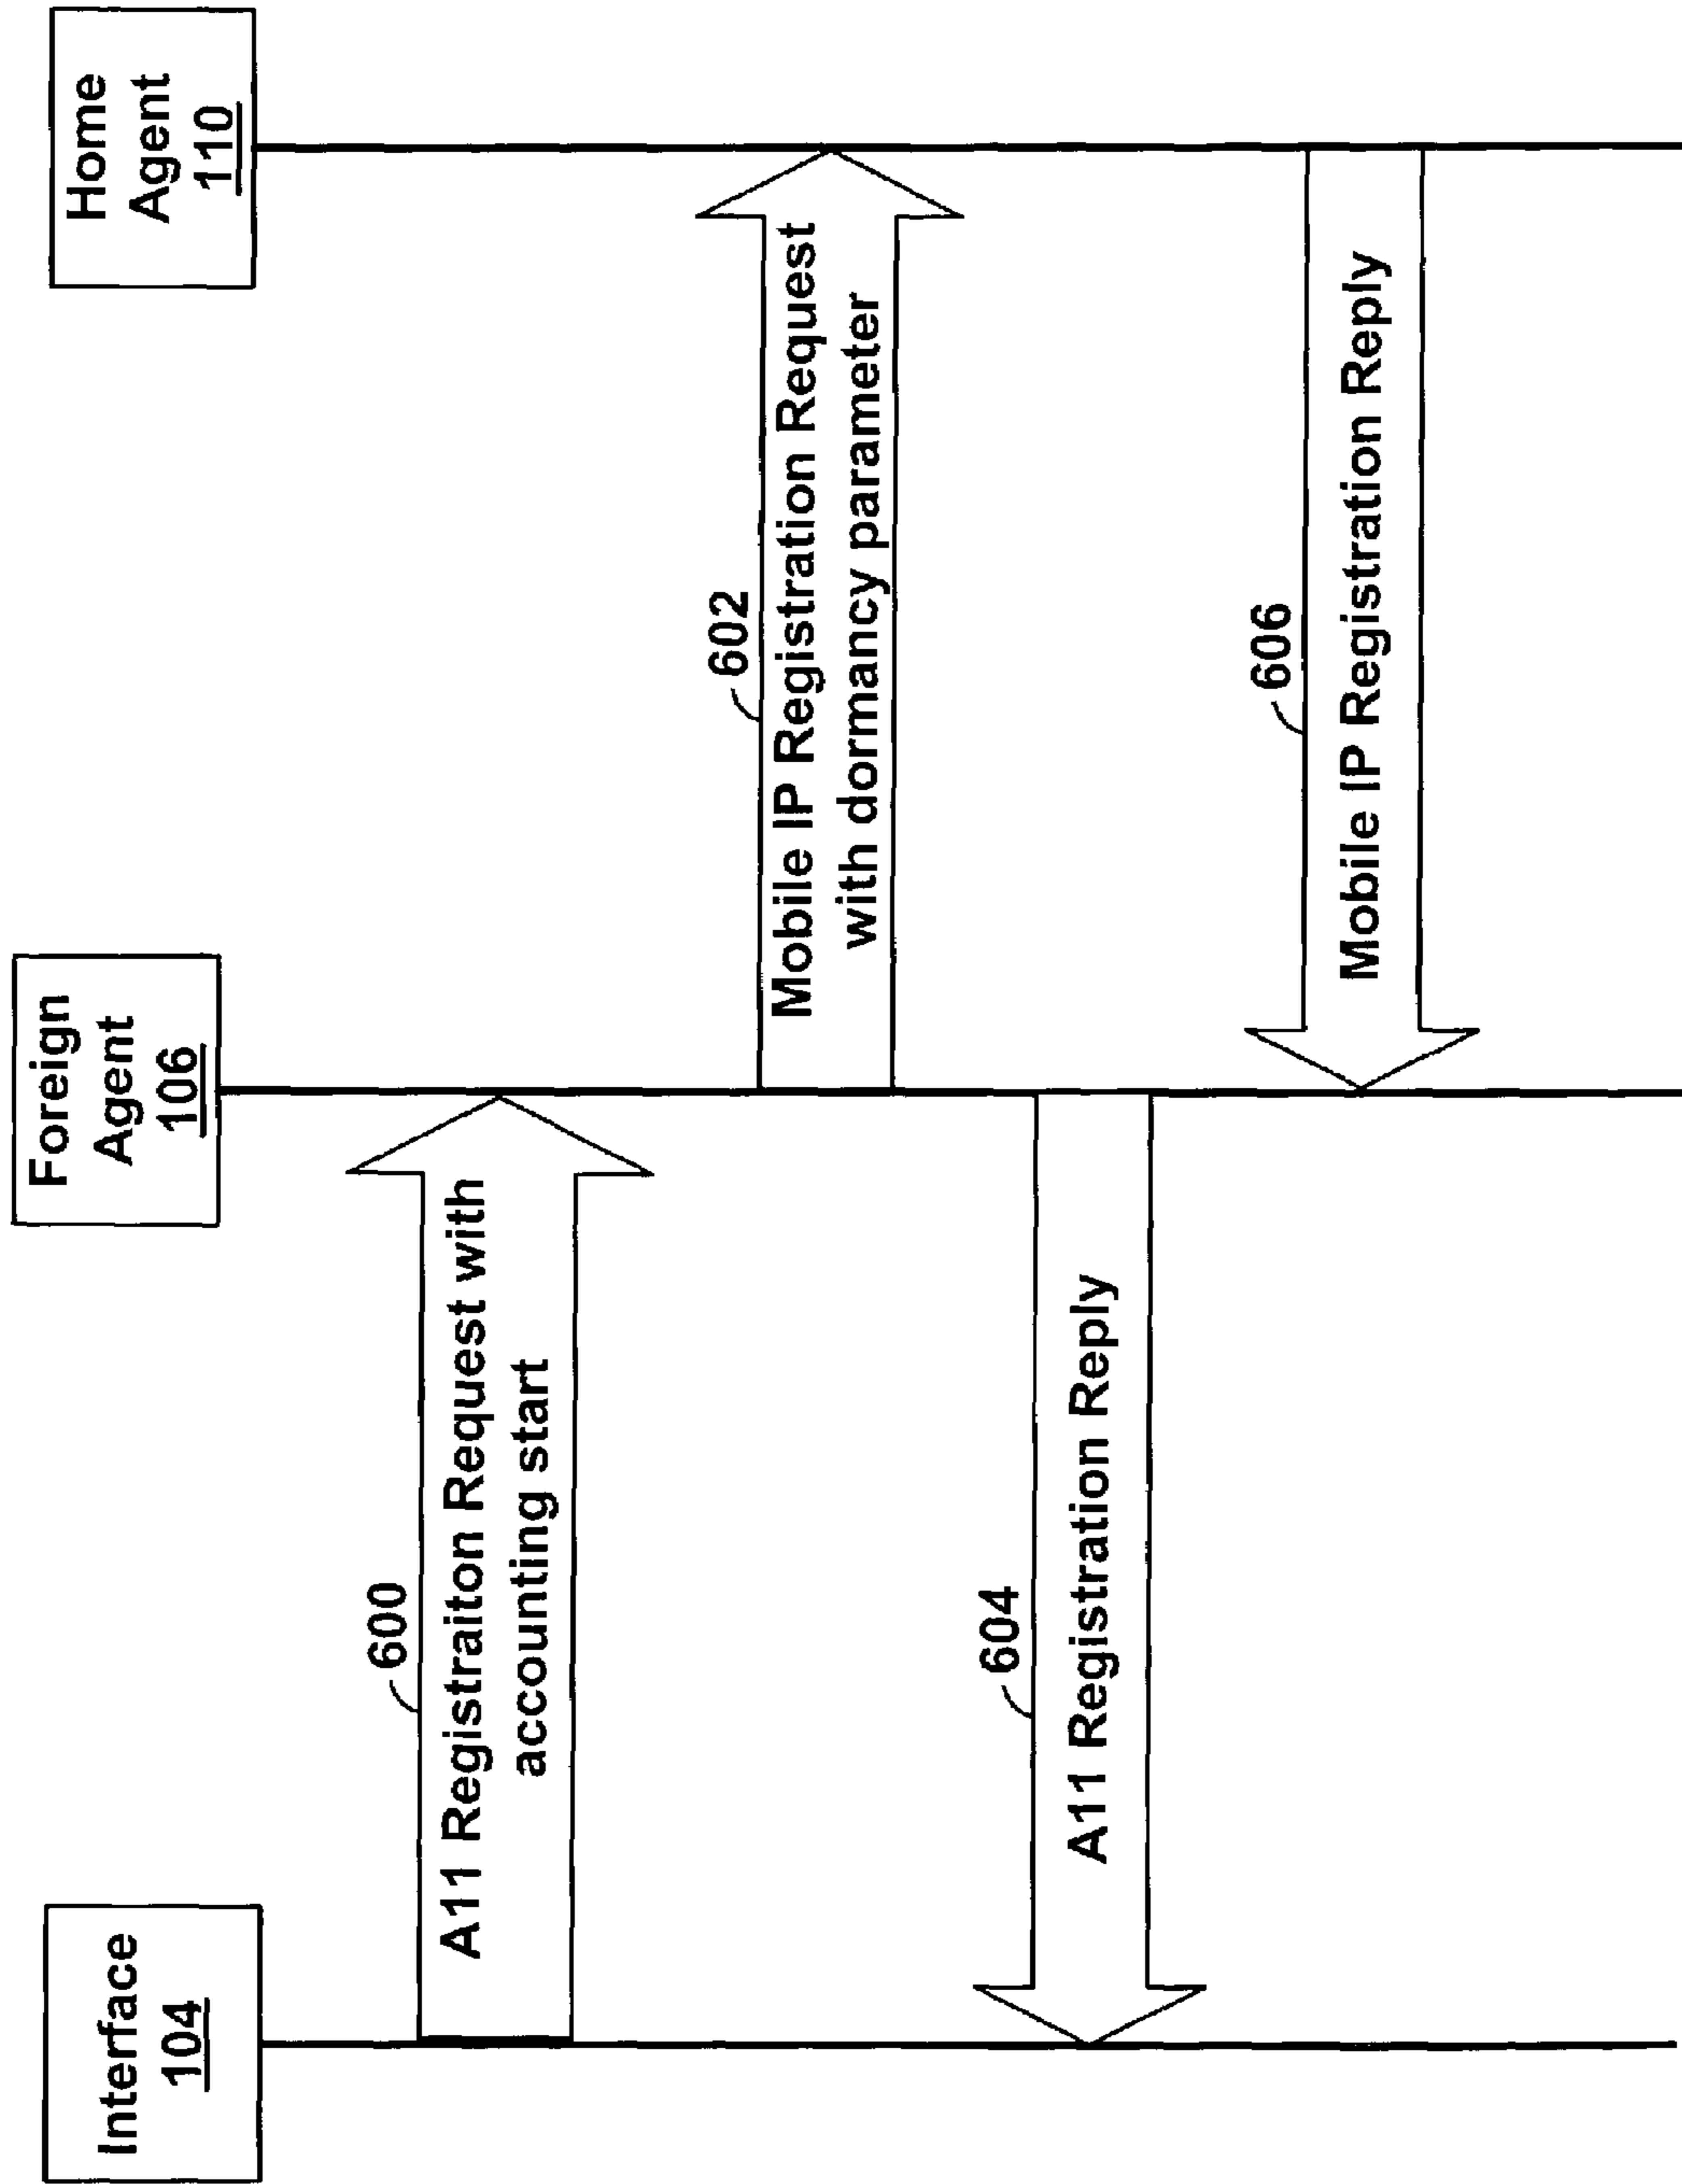 Interface
104
Foreign
Agent
106
Home
Agent
110
600
A11 Registraiton Request with
accounting start
602
Mobile IP Registration Request
with dormancy parameter
604
A11 Registration Reply
606
Mobile IP Registration Reply